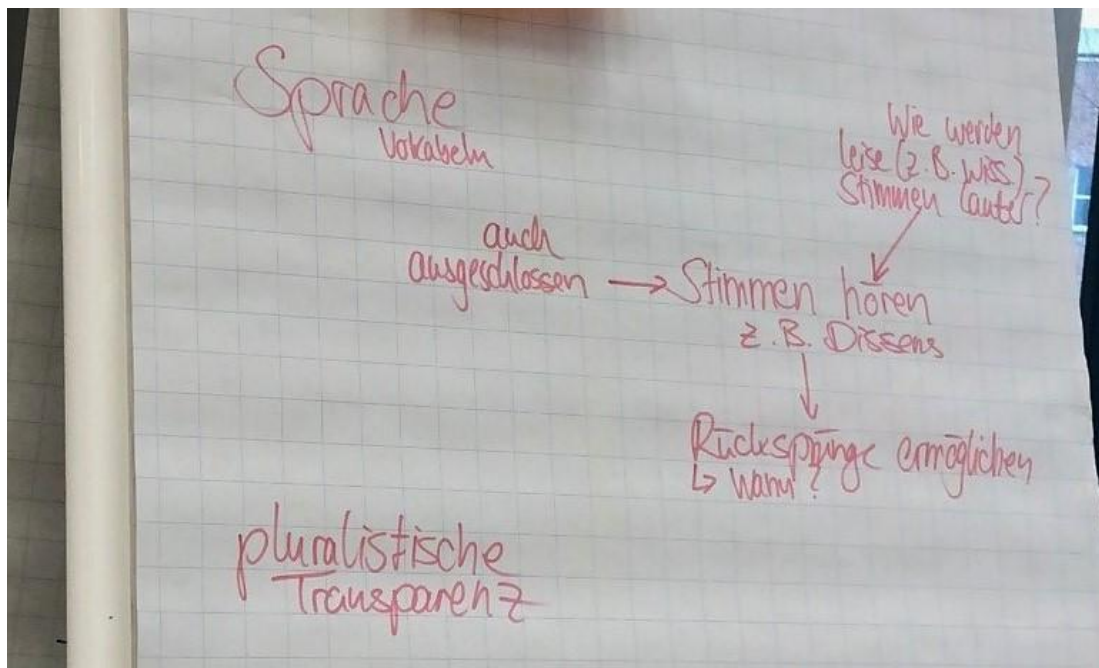 Sprache
Vokabeln
Wie werden
leise (z.B. Wiss)
Stimmen lauter?
auch
ausgeschlossen → Stimmen hören
z.B. Dissens
Rücksprünge ermöglichen
↳ Wann?
pluralistische
Transparenz